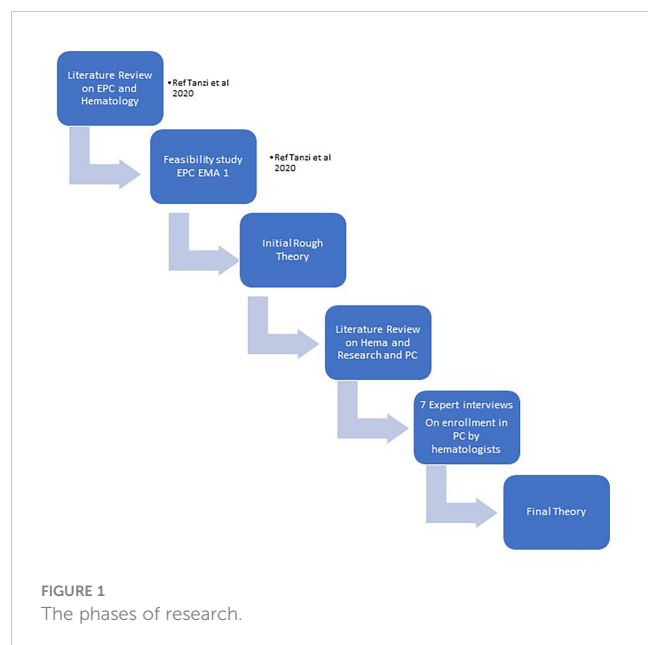 Literature Review
on EPC and
Hematology
•Ref Tanzi et al
2020
Feasibility study
EPC EMA 1
•Ref Tanzi et al
2020
Initial Rough
Theory
Literature Review
on Hema and
Research and PC
7 Expert interviews
On enrollment in
PC by
hematologists
Final Theory
FIGURE 1
The phases of research.